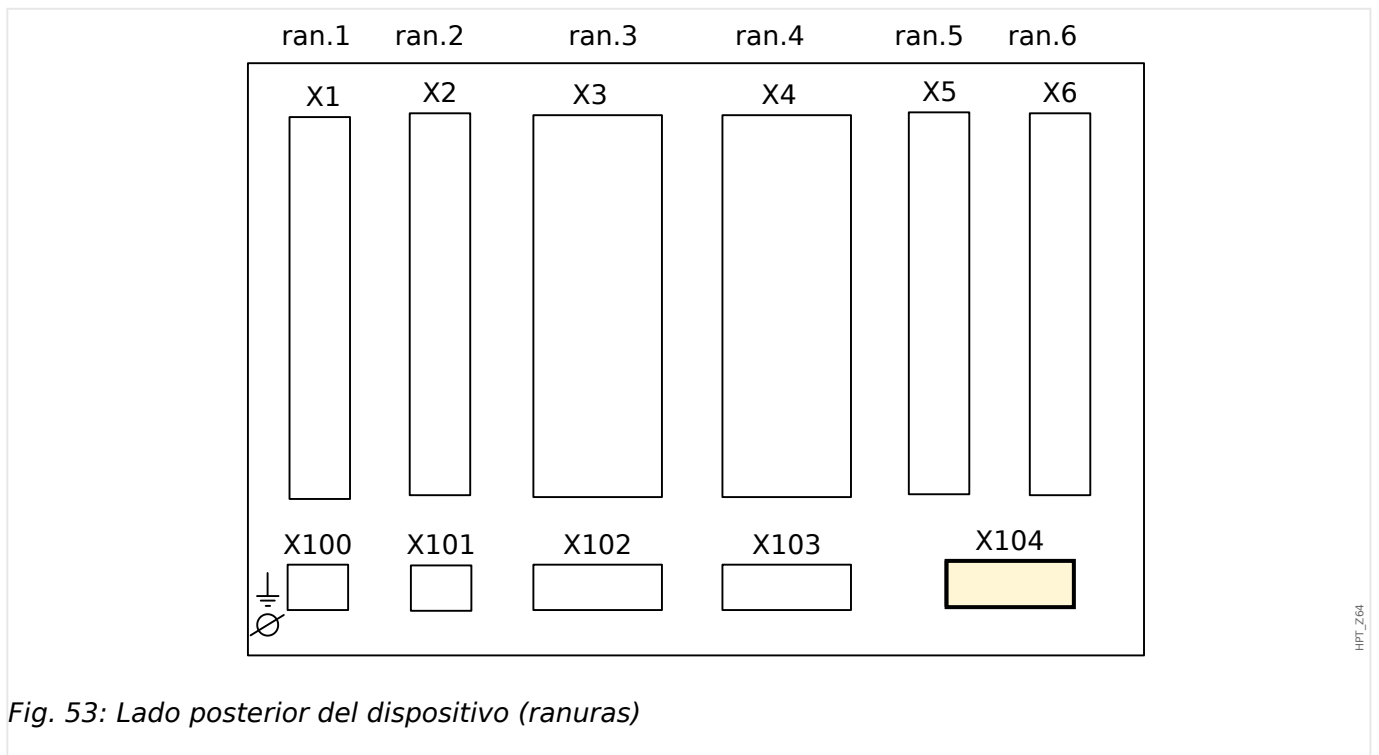 ran.1 ran.2 ran.3 ran.4 ran.5 ran.6
X1 X2 X3 X4 X5 X6
X100 X101 X102 X103 X104
HPT_Z64
Fig. 53: Lado posterior del dispositivo (ranuras)